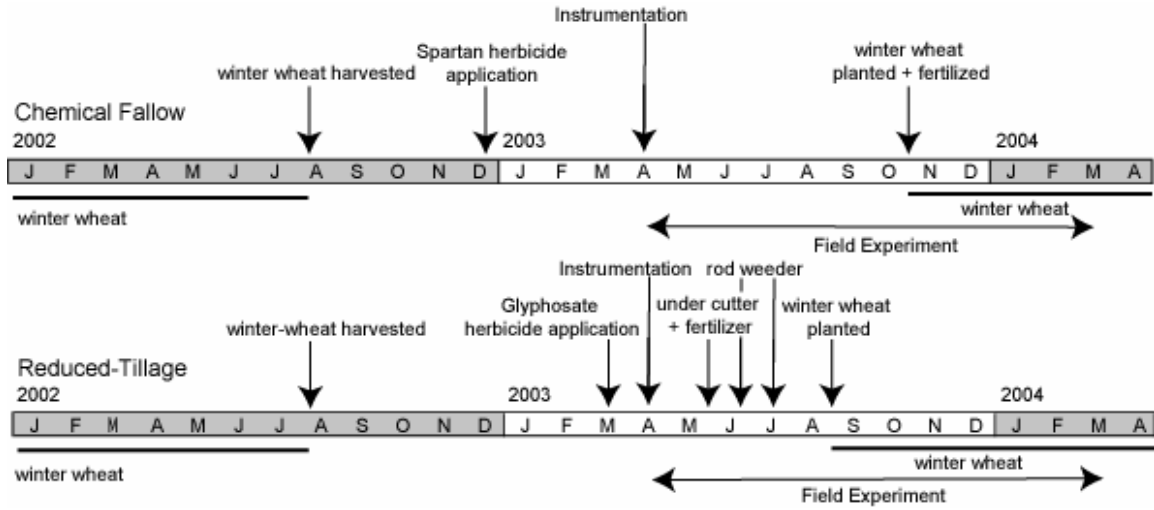 Instrumentation
Spartan herbicide
application
winter wheat harvested
winter wheat
planted + fertilized
Chemical Fallow
2002 2003 2004
J F M A M J J A S O N D J F M A M J J A S O N D J F M A
winter wheat winter wheat
Field Experiment
Instrumentation rod weeder
Glyphosate
herbicide application
under cutter
+ fertilizer
winter wheat
planted
winter-wheat harvested
Reduced-Tillage
2002 2003 2004
J F M A M J J A S O N D J F M A M J J A S O N D J F M A
winter wheat winter wheat
Field Experiment